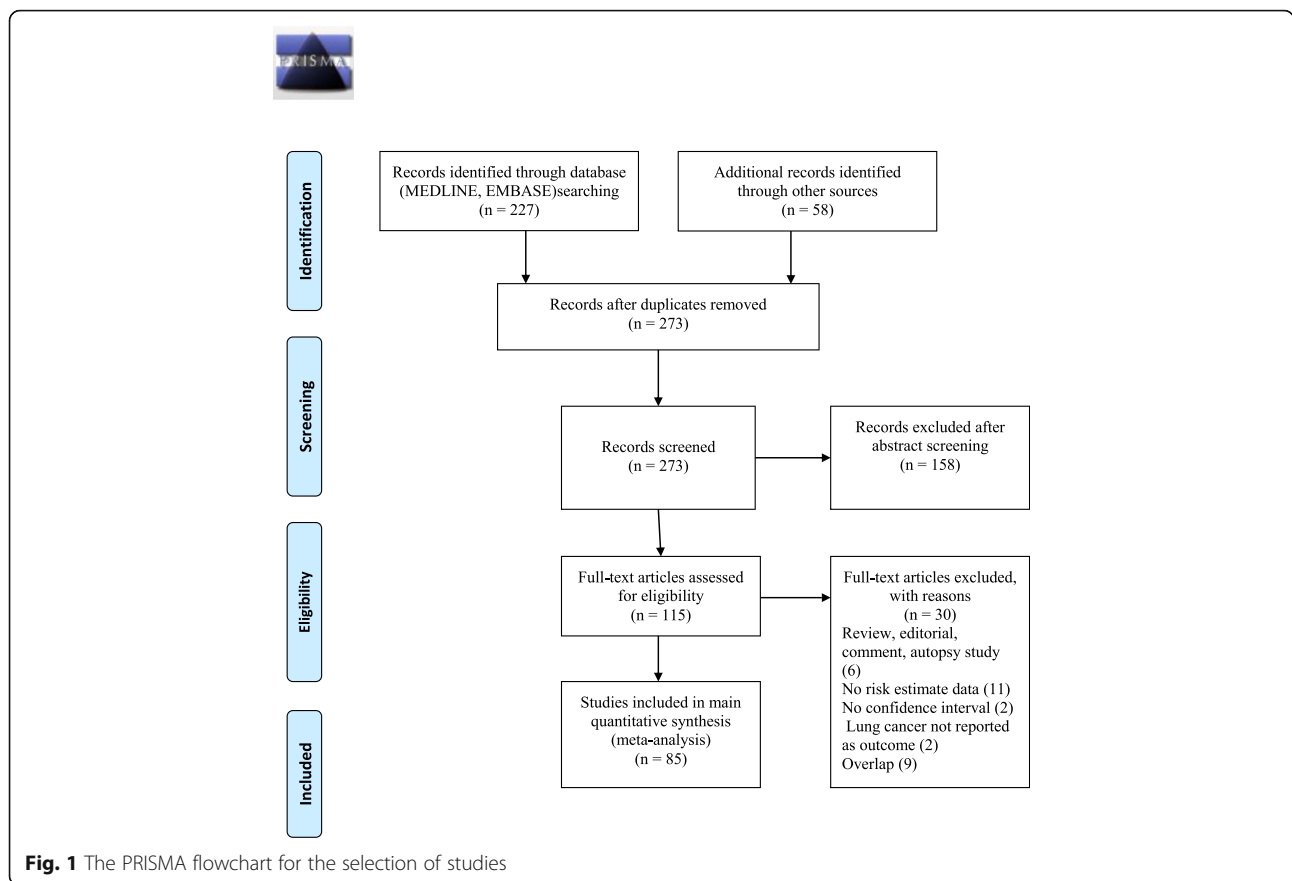 PRISMA
Identification
Records identified through database
(MEDLINE, EMBASE)searching
(n = 227)
Additional records identified
through other sources
(n = 58)
Records after duplicates removed
(n = 273)
Screening
Records screened
(n = 273)
Records excluded after
abstract screening
(n = 158)
Eligibility
Full-text articles assessed
for eligibility
(n = 115)
Full-text articles excluded,
with reasons
(n = 30)
Review, editorial,
comment, autopsy study
(6)
No risk estimate data (11)
No confidence interval (2)
Lung cancer not reported
as outcome (2)
Overlap (9)
Included
Studies included in main
quantitative synthesis
(meta-analysis)
(n = 85)
Fig. 1 The PRISMA flowchart for the selection of studies